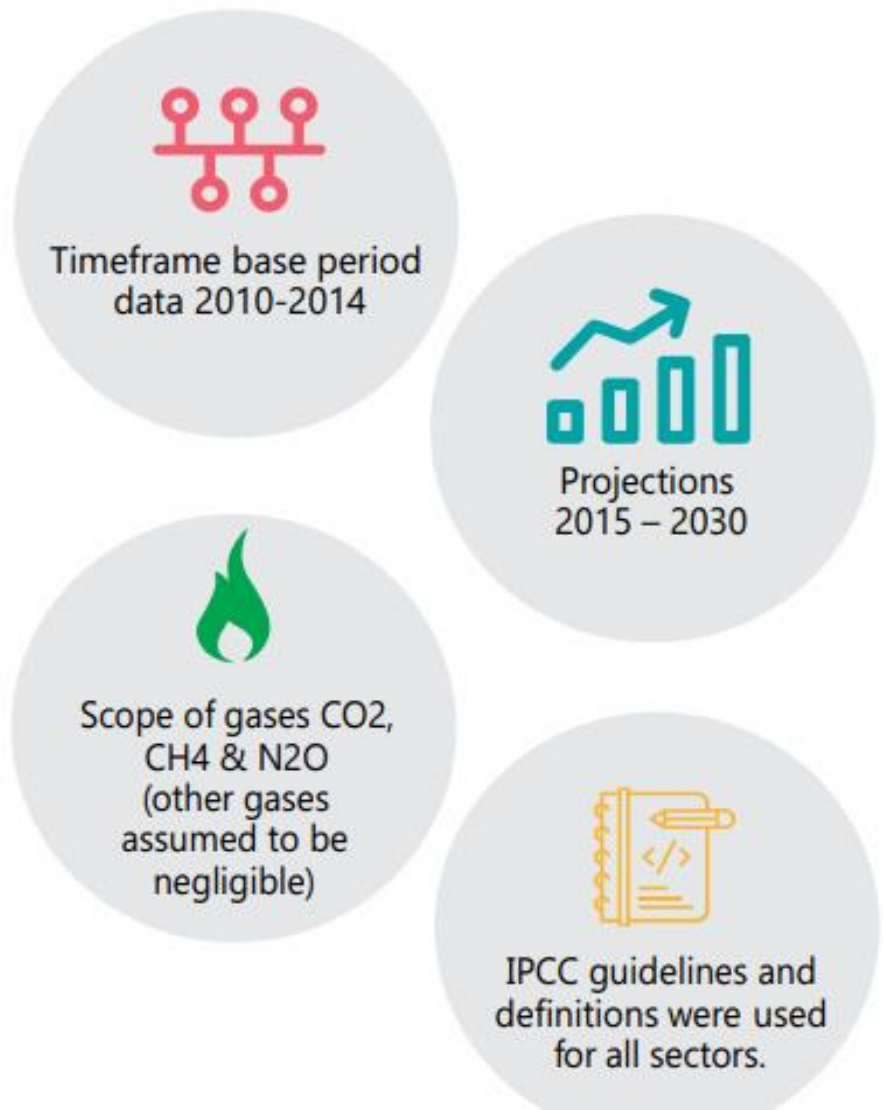 Timeframe base period
data 2010-2014
Projections
2015 – 2030
Scope of gases CO2,
CH4 & N2O
(other gases
assumed to be
negligible)
</>
IPCC guidelines and
definitions were used
for all sectors.